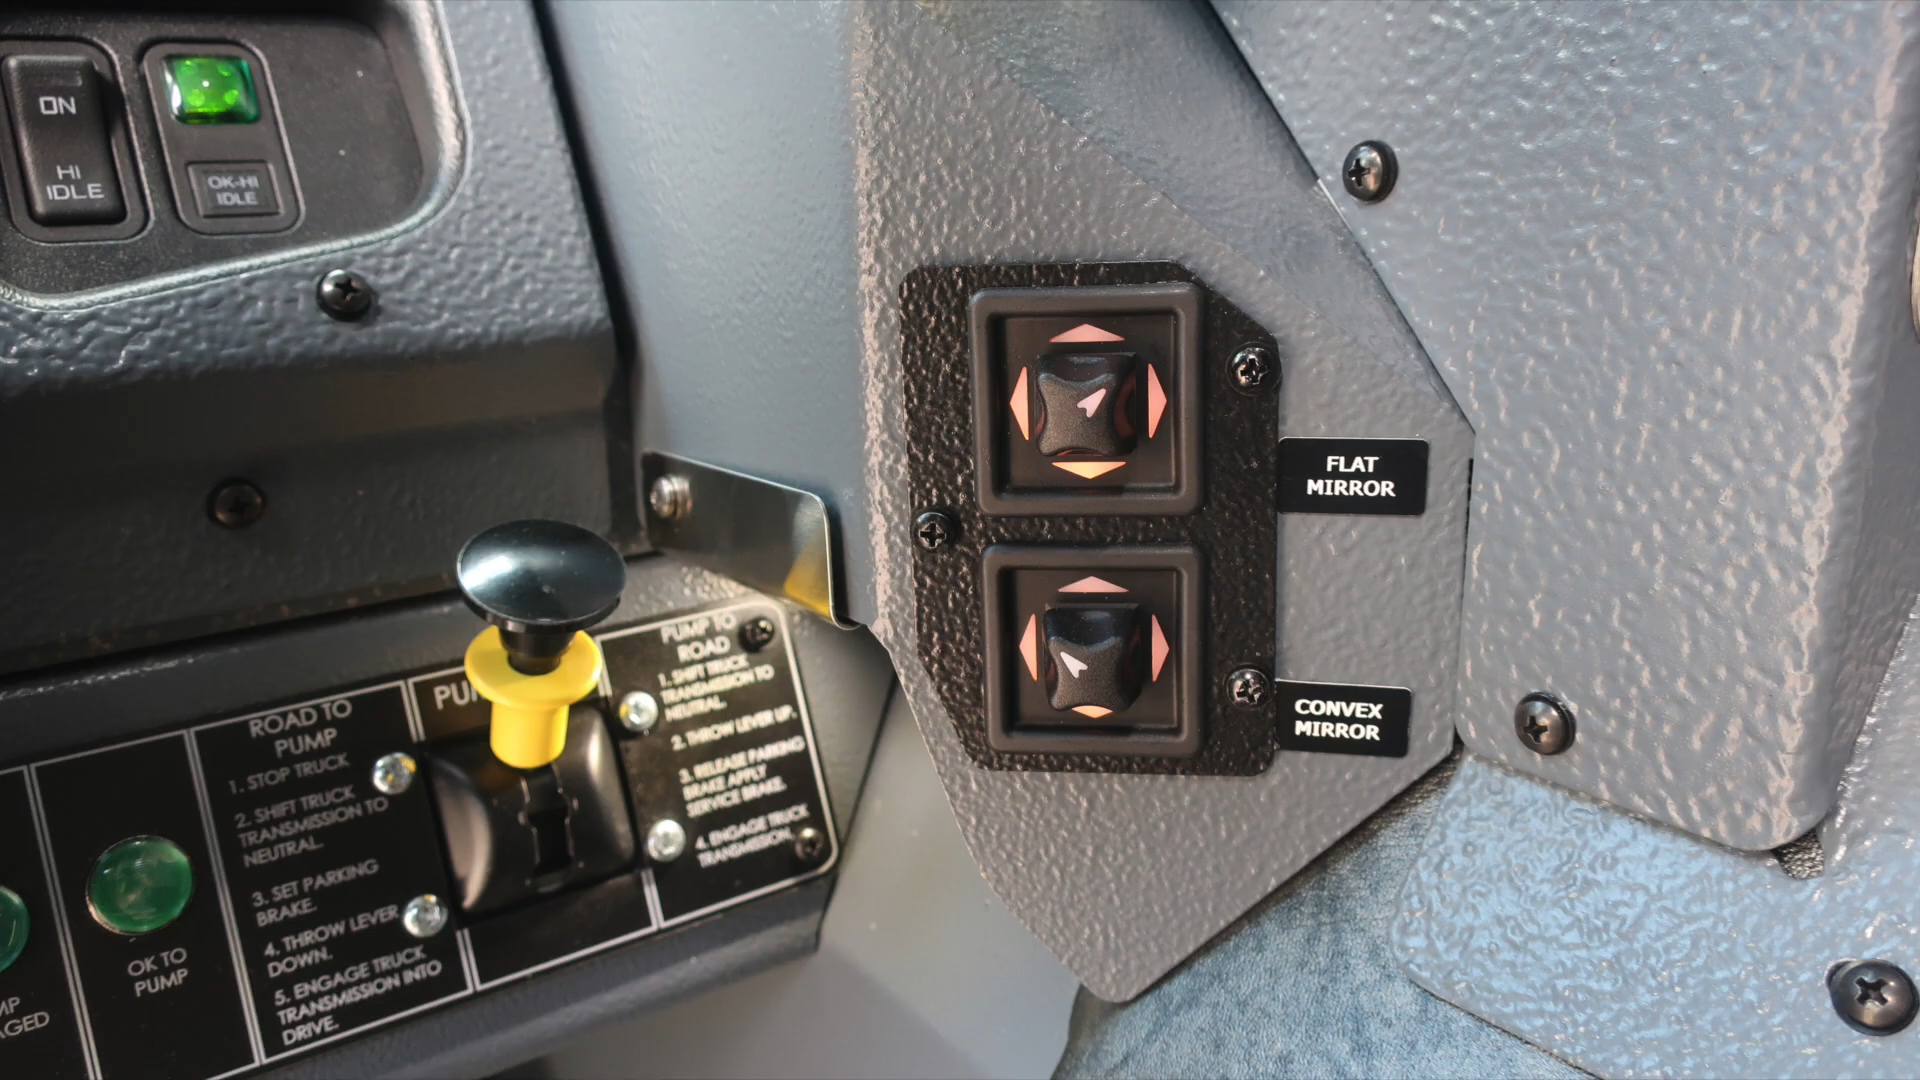 ON
HI
IDLE
OK-HI
IDLE
FLAT
MIRROR
CONVEX
MIRROR
OK TO
PUMP
ROAD TO
PUMP
1. STOP TRUCK
2. SHIFT TRUCK
TRANSMISSION TO
NEUTRAL.
3. SET PARKING
BRAKE.
4. THROW LEVER
DOWN.
5. ENGAGE TRUCK
TRANSMISSION INTO
DRIVE.
PUMP TO
ROAD
1. SHIFT TRUCK
TRANSMISSION TO
NEUTRAL.
2. THROW LEVER UP.
3. RELEASE PARKING
BRAKE APPLY
SERVICE BRAKE.
4. ENGAGE TRUCK
TRANSMISSION.